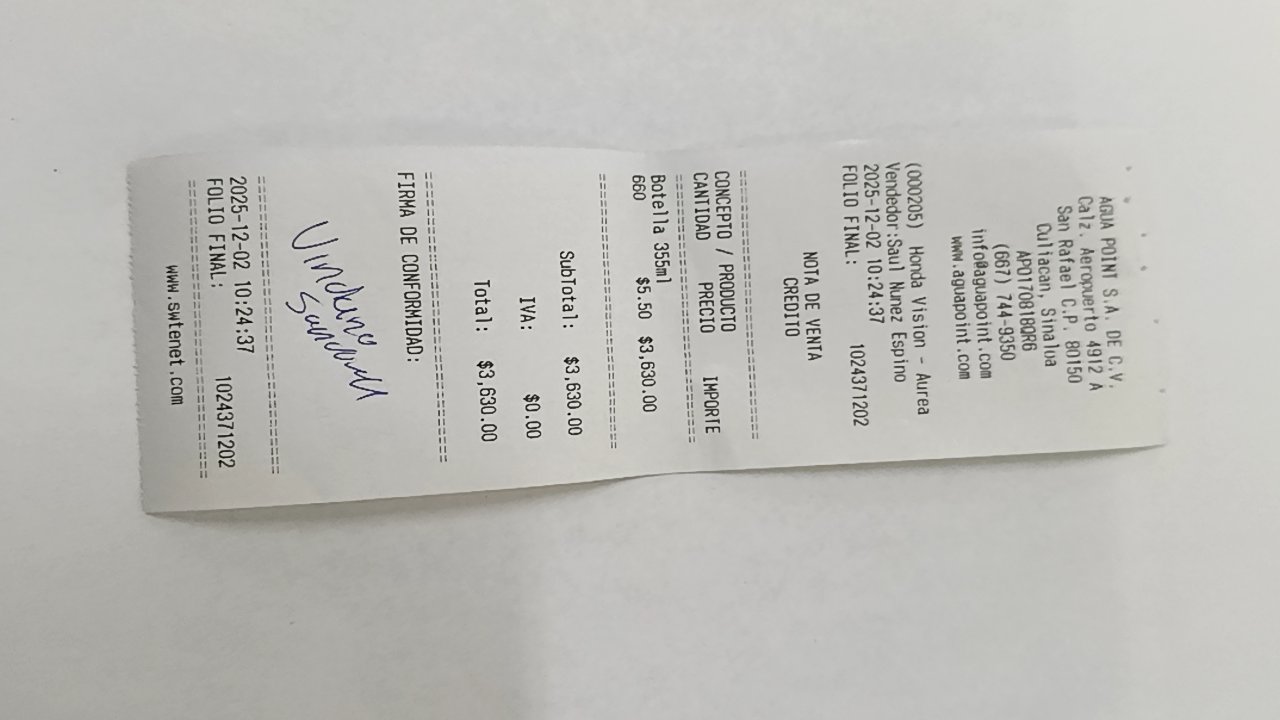 AGUA POINT S.A. DE C.V.
Calz. Aeropuerto 4912 A
San Rafael C.P. 80150
Culiacan, Sinaloa
APO170818QR6
(667) 744-9350
info@aguapoint.com
www.aguapoint.com
(000205) Honda Vision - Aurea
Vendedor:Saul Nunez Espino
2025-12-02 10:24:37
FOLIO FINAL: 1024371202
NOTA DE VENTA
CREDITO
CONCEPTO / PRODUCTO
CANTIDAD PRECIO IMPORTE
Botella 355ml
660 $5.50 $3,630.00
SubTotal: $3,630.00
IVA: $0.00
Total: $3,630.00
FIRMA DE CONFORMIDAD:
2025-12-02 10:24:37
FOLIO FINAL: 1024371202
www.swtenet.com